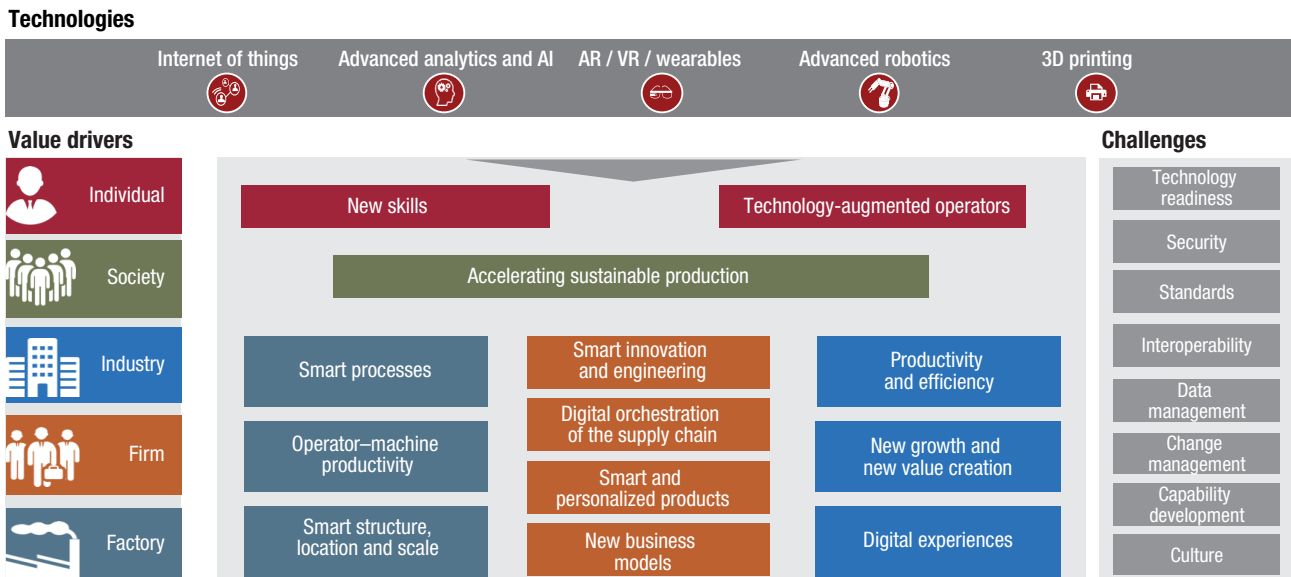 Technologies
Internet of things
Advanced analytics and AI
AR / VR / wearables
Advanced robotics
3D printing
Value drivers
Individual
Society
Industry
Firm
Factory
New skills
Technology-augmented operators
Accelerating sustainable production
Smart processes
Operator–machine
productivity
Smart structure,
location and scale
Smart innovation
and engineering
Digital orchestration
of the supply chain
Smart and
personalized products
New business
models
Productivity
and efficiency
New growth and
new value creation
Digital experiences
Challenges
Technology
readiness
Security
Standards
Interoperability
Data
management
Change
management
Capability
development
Culture